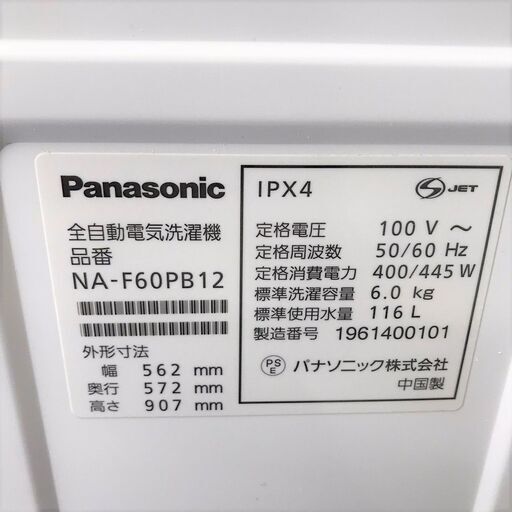 Panasonic
全自動電気洗濯機
品番
NA-F60PB12
外形寸法
幅 562 mm
奥行 572 mm
高さ 907 mm
IPX4
S JET
定格電圧 100 V ～
定格周波数 50/60 Hz
定格消費電力 400/445 W
標準洗濯容量 6.0 kg
標準使用水量 116 L
製造番号 1961400101
PS E パナソニック株式会社
中国製